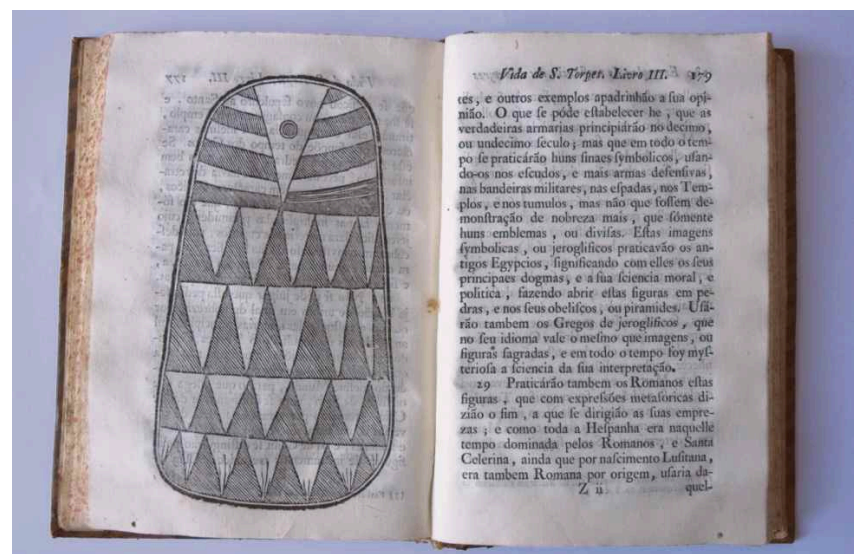 Vida de S. Torpes. Livro III. 179
tes, e outros exemplos apadrinhão a ſua opi-
nião. O que ſe póde eſtabelecer he, que as
verdadeiras armarias principiárão no decimo,
ou undecimo ſeculo; mas que em todo o tem-
po ſe praticárão huns ſinaes ſymbolicos, uſan-
do-os nos eſcudos, e mais armas defenſivas,
nas bandeiras militares, nas eſpadas, nos Tem-
plos, e nos tumulos, mas não que foſſem de-
monſtração de nobreza mais, que ſómente
huns emblemas, ou diviſas. Eſtas imagens
ſymbolicas, ou jeroglificos praticavão os an-
tigos Egypcios, ſignificando com elles os ſeus
principaes dogmas, e a ſua ſciencia moral, e
politica, fazendo abrir eſtas figuras em pe-
dras, e nos ſeus obeliſcos, ou piramides. Uſá-
rão tambem os Gregos de jeroglificos, que
no ſeu idioma vale o meſmo que imagens, ou
figuras ſagradas, e em todo o tempo foy myſ-
terioſa a ſciencia da ſua interpretação.
29 Praticárão tambem os Romanos eſtas
figuras, que com expreſsões metaforicas di-
zião o fim, a que ſe dirigião as ſuas empre-
zas; e como toda a Heſpanha era naquelle
tempo dominada pelos Romanos, e Santa
Celerina, ainda que por naſcimento Luſitana,
era tambem Romana por origem, uſaria da-
Z ii quel-